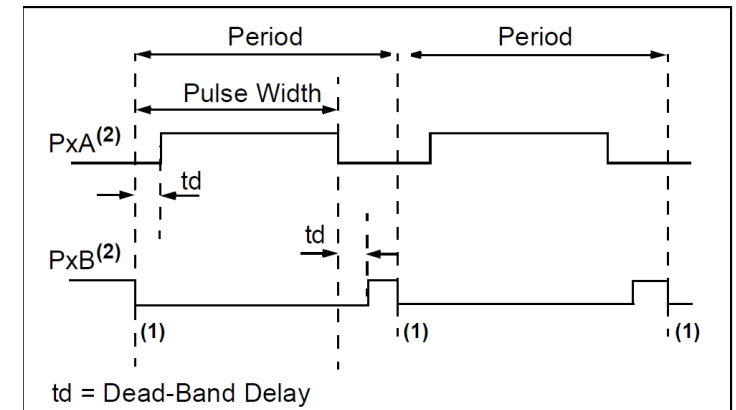 Period Period
Pulse Width
PxA(2)
td
td
PxB(2)
(1) (1) (1)
td = Dead-Band Delay